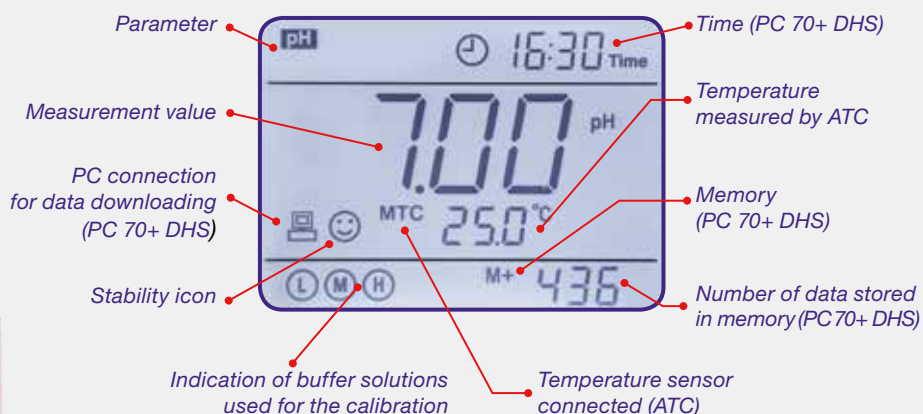 Parameter
Time (PC 70+ DHS)
pH
16:30 Time
Measurement value
7.00 pH
Temperature
measured by ATC
PC connection
for data downloading
(PC 70+ DHS)
MTC 25.0 °C
Memory
(PC 70+ DHS)
Stability icon
L M H
M+ 436
Number of data stored
in memory (PC 70+ DHS)
Indication of buffer solutions
used for the calibration
Temperature sensor
connected (ATC)